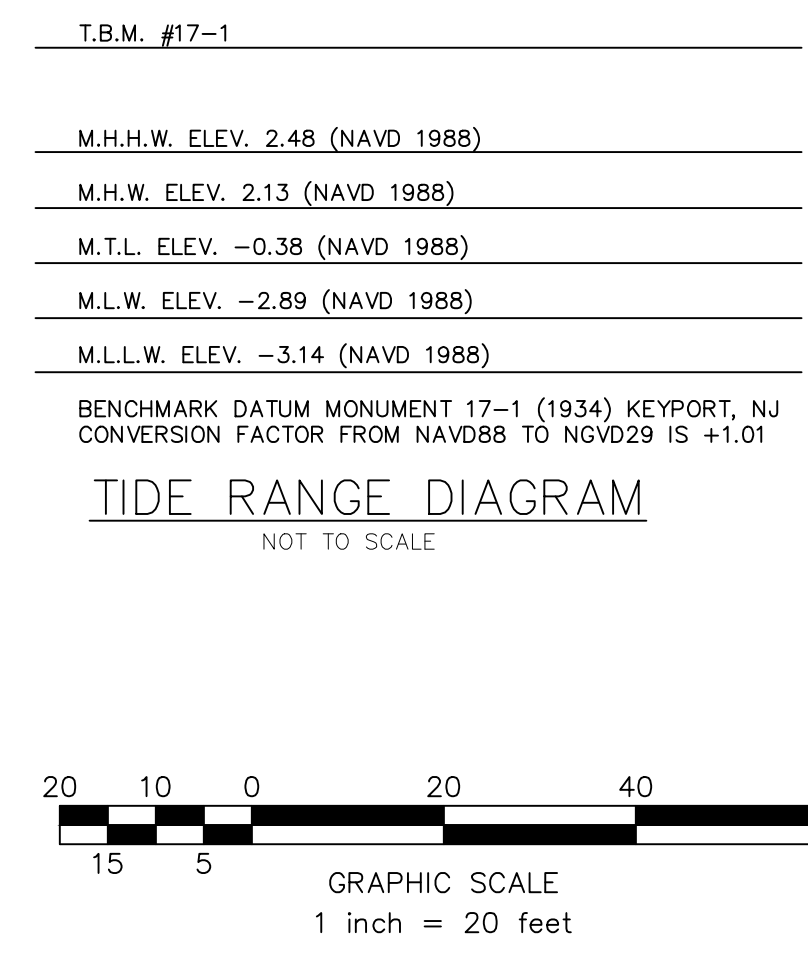 T.B.M. #17-1
M.H.H.W. ELEV. 2.48 (NAVD 1988)
M.H.W. ELEV. 2.13 (NAVD 1988)
M.T.L. ELEV. -0.38 (NAVD 1988)
M.L.W. ELEV. -2.89 (NAVD 1988)
M.L.L.W. ELEV. -3.14 (NAVD 1988)
BENCHMARK DATUM MONUMENT 17-1 (1934) KEYPORT, NJ
CONVERSION FACTOR FROM NAVD88 TO NGVD29 IS +1.01
TIDE RANGE DIAGRAM
NOT TO SCALE
20 10 0 20 40
15 5
GRAPHIC SCALE
1 inch = 20 feet